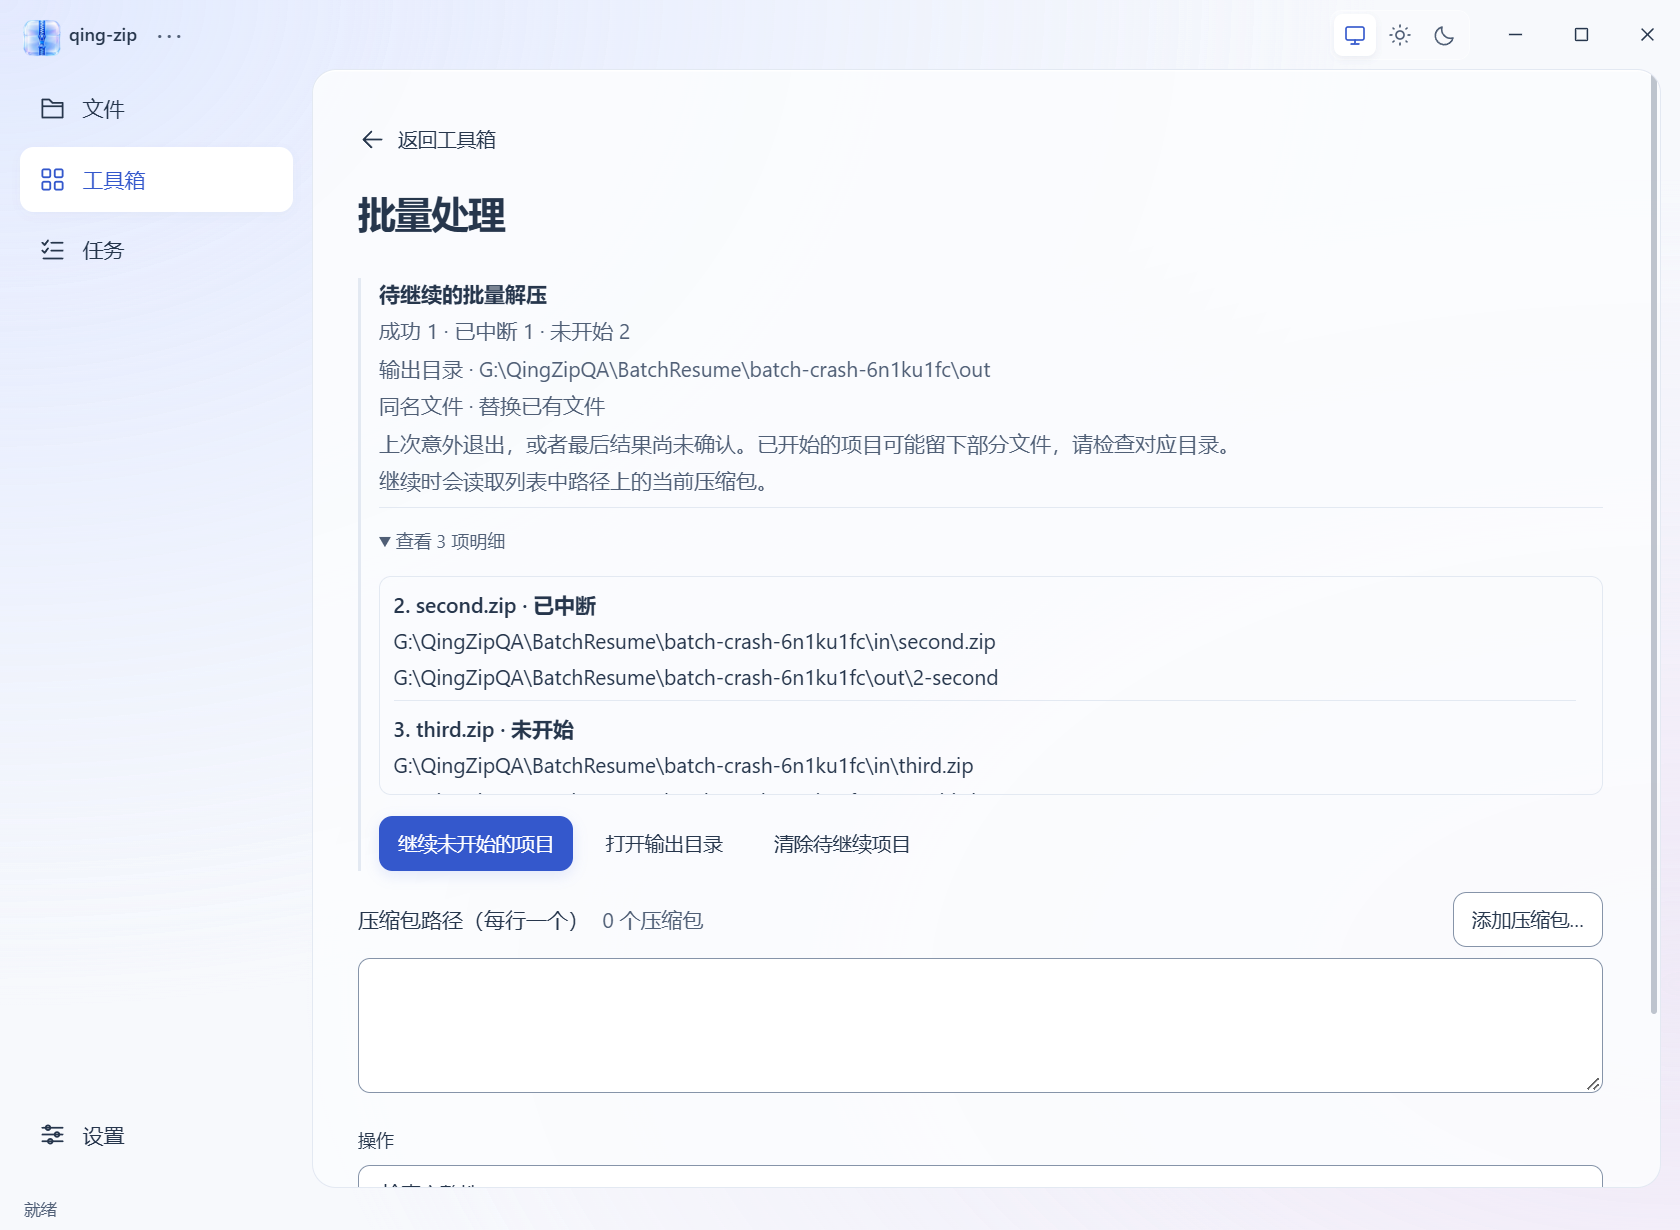 qing-zip ···
文件
工具箱
任务
返回工具箱
批量处理
待继续的批量解压
成功 1 · 已中断 1 · 未开始 2
输出目录 · G:\QingZipQA\BatchResume\batch-crash-6n1ku1fc\out
同名文件 · 替换已有文件
上次意外退出，或者最后结果尚未确认。已开始的项目可能留下部分文件，请检查对应目录。
继续时会读取列表中路径上的当前压缩包。
▼查看 3 项明细
2. second.zip · 已中断
G:\QingZipQA\BatchResume\batch-crash-6n1ku1fc\in\second.zip
G:\QingZipQA\BatchResume\batch-crash-6n1ku1fc\out\2-second
3. third.zip · 未开始
G:\QingZipQA\BatchResume\batch-crash-6n1ku1fc\in\third.zip
继续未开始的项目 打开输出目录 清除待继续项目
压缩包路径（每行一个） 0 个压缩包 添加压缩包...
操作
设置
就绪